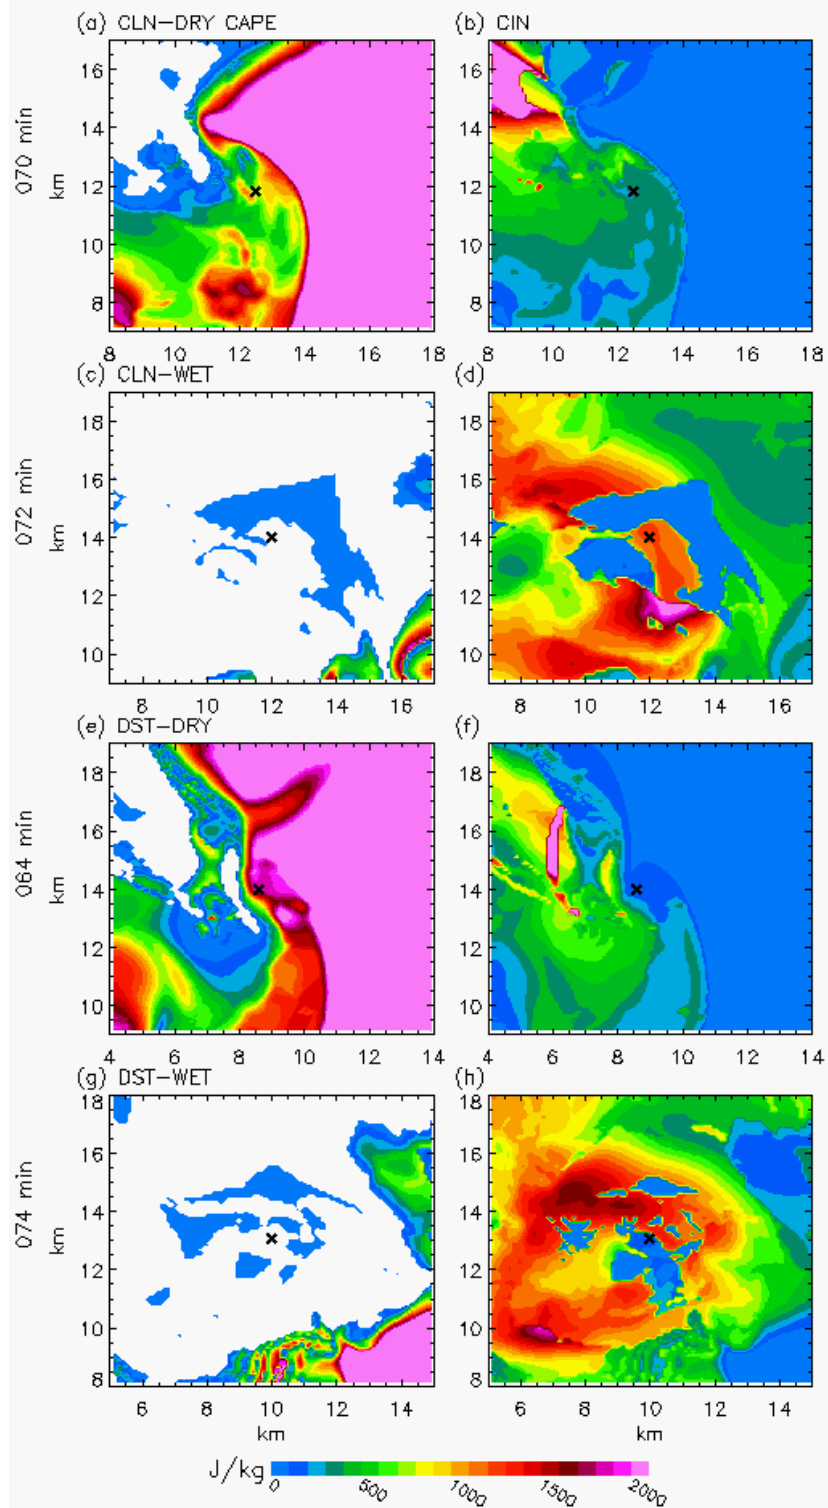 (a) CLN-DRY CAPE
(b) CIN
070 min
km
16
14
12
10
8
8 10 12 14 16 18
16
14
12
10
8
8 10 12 14 16 18
(c) CLN-WET
(d)
072 min
km
18
16
14
12
10
8 10 12 14 16
18
16
14
12
10
8 10 12 14 16
(e) DST-DRY
(f)
064 min
km
18
16
14
12
10
4 6 8 10 12 14
18
16
14
12
10
4 6 8 10 12 14
(g) DST-WET
(h)
074 min
km
18
16
14
12
10
8
6 8 10 12 14
km
18
16
14
12
10
8
6 8 10 12 14
km
J/kg
0 500 1000 1500 2000